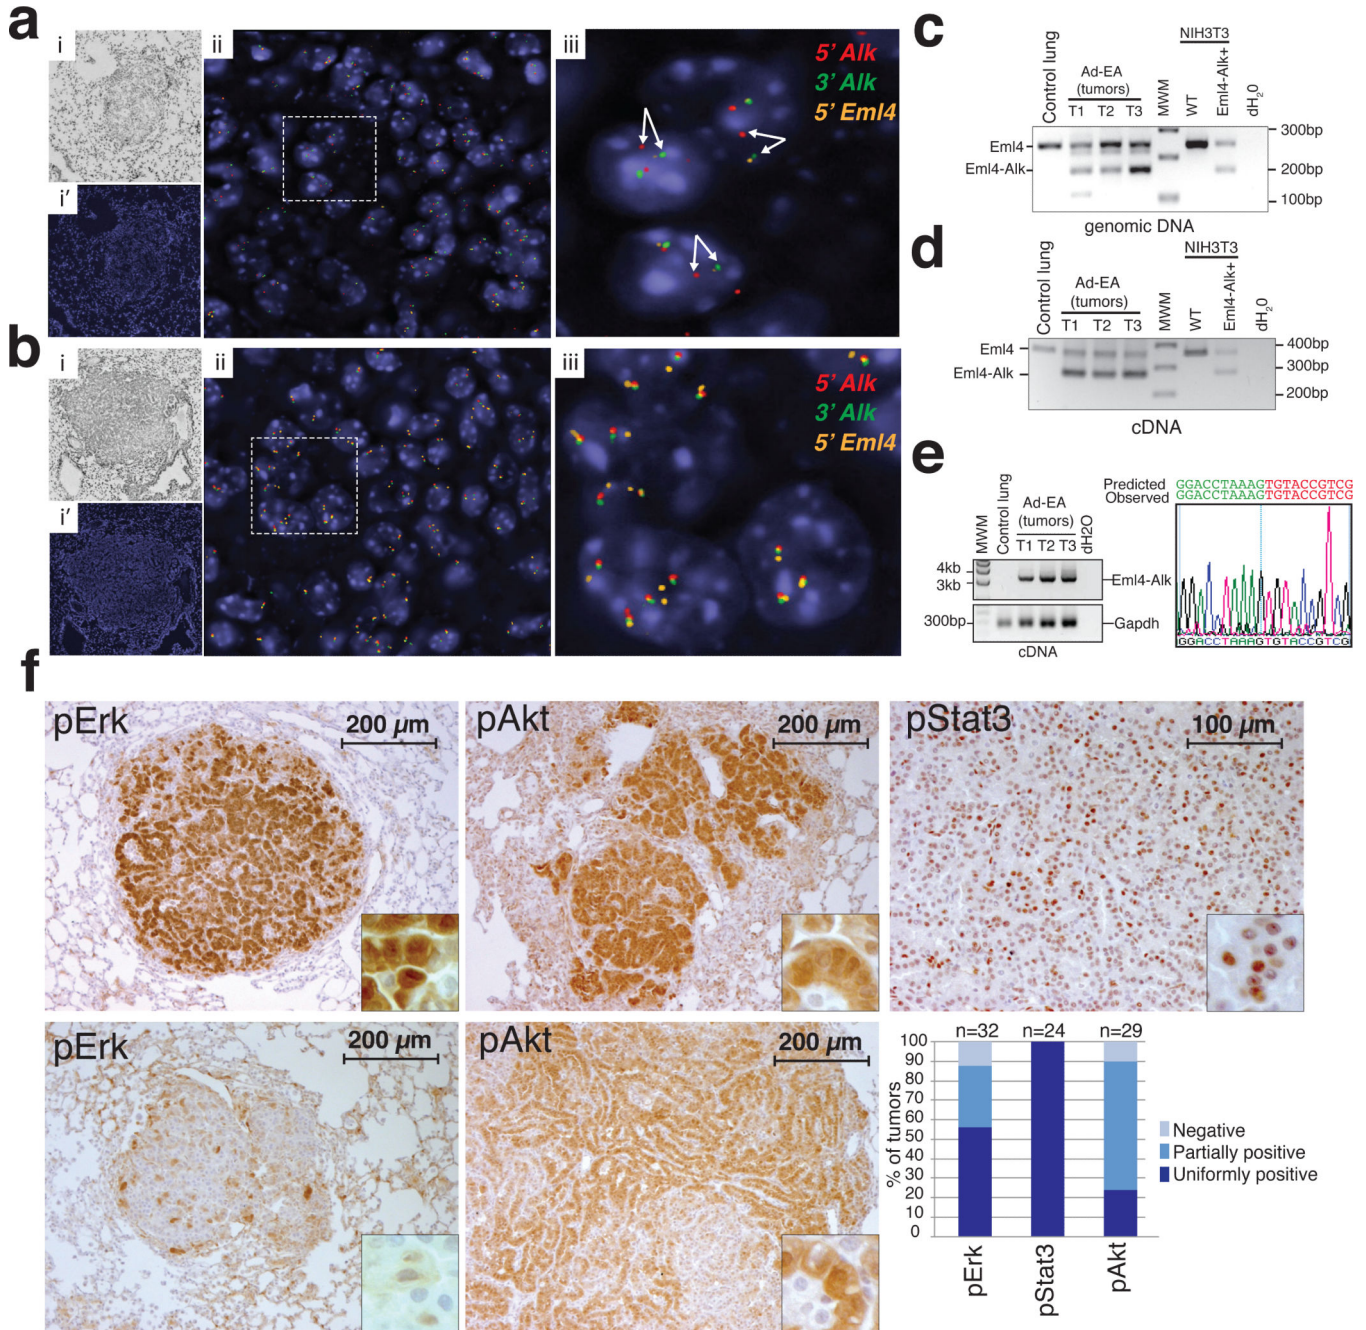 a
i
i'
ii
iii
5' Alk
3' Alk
5' Eml4
b
i
i'
ii
iii
5' Alk
3' Alk
5' Eml4
c
Control lung
Ad-EA
(tumors)
T1 T2 T3
MWM
NIH3T3
WT
Eml4-Alk+
dH20
Eml4
Eml4-Alk
300bp
200bp
100bp
genomic DNA
d
Control lung
Ad-EA
(tumors)
T1 T2 T3
MWM
NIH3T3
WT
Eml4-Alk+
dH20
Eml4
Eml4-Alk
400bp
300bp
200bp
cDNA
e
MWM
Control lung
Ad-EA
(tumors)
T1 T2 T3
dH2O
4kb
3kb
Eml4-Alk
300bp
Gapdh
cDNA
Predicted GGACCTAAAGTGTACCGTCG
Observed GGACCTAAAGTGTACCGTCG
GGACCTAAAGTGTACCGTCG
f
pErk
200 µm
pAkt
200 µm
pStat3
100 µm
pErk
200 µm
pAkt
200 µm
n=32 n=24 n=29
% of tumors
100
90
80
70
60
50
40
30
20
10
0
pErk
pStat3
pAkt
Negative
Partially positive
Uniformly positive